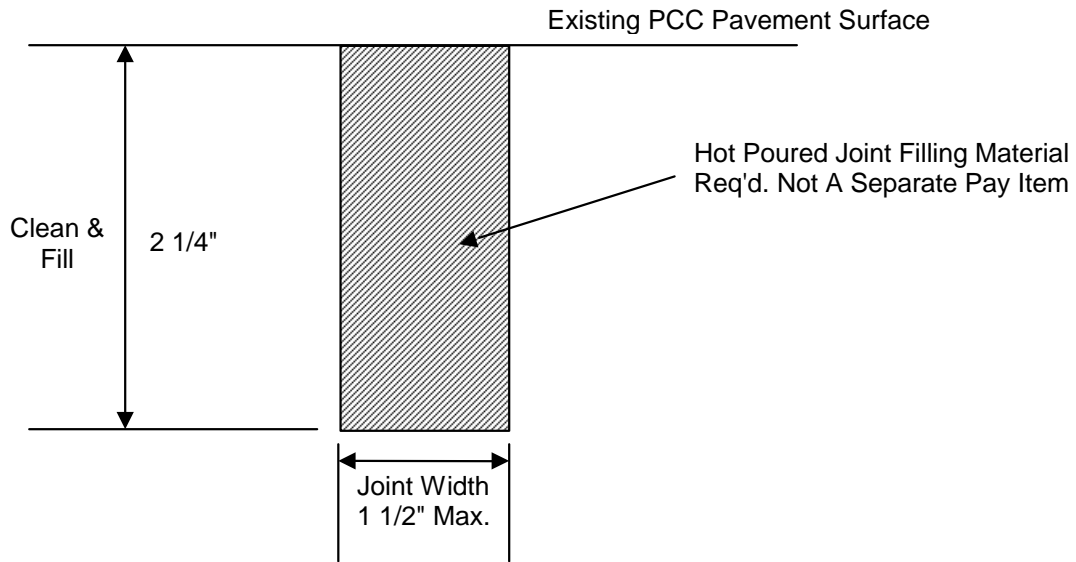 Existing PCC Pavement Surface
Hot Poured Joint Filling Material
Req'd. Not A Separate Pay Item
Clean &
Fill
2 1/4"
Joint Width
1 1/2" Max.